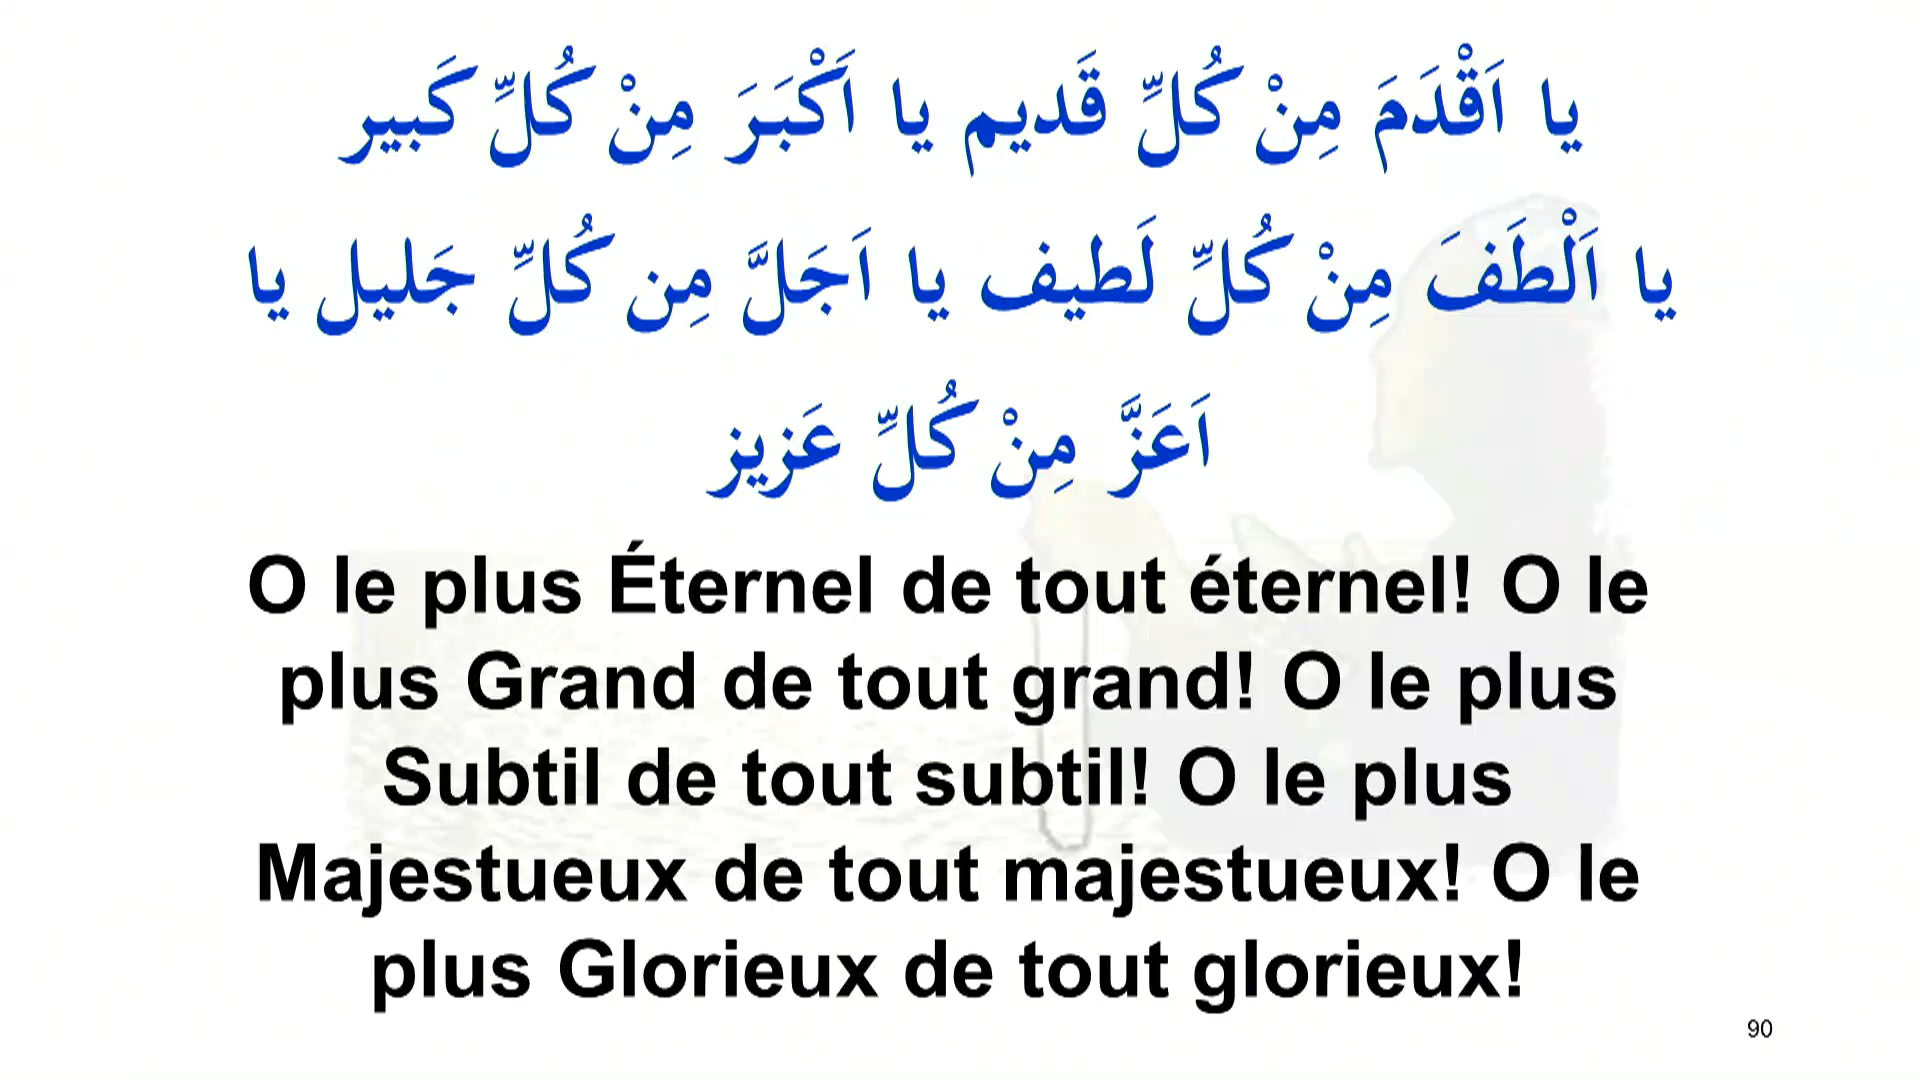 يا اَقْدَمَ مِنْ كُلِّ قَديم يا اَكْبَرَ مِنْ كُلِّ كَبير
يا اَلْطَفَ مِنْ كُلِّ لَطيف يا اَجَلَّ مِن كُلِّ جَليل يا
اَعَزَّ مِنْ كُلِّ عَزيز
O le plus Éternel de tout éternel! O le
plus Grand de tout grand! O le plus
Subtil de tout subtil! O le plus
Majestueux de tout majestueux! O le
plus Glorieux de tout glorieux!
90